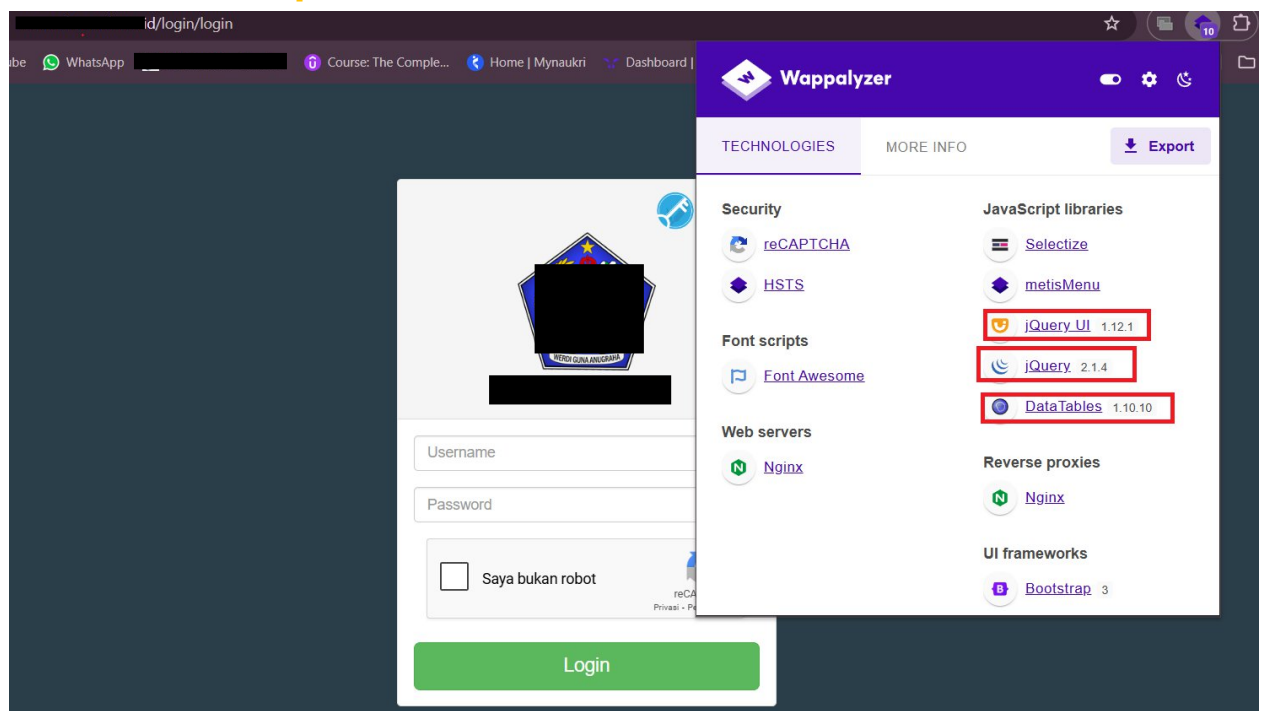 id/login/login
10
ube WhatsApp Course: The Comple... Home | Mynaukri Dashboard |
Wappalyzer
TECHNOLOGIES MORE INFO Export
Security
reCAPTCHA
HSTS
Font scripts
Font Awesome
Web servers
Nginx
JavaScript libraries
Selectize
metisMenu
jQuery UI 1.12.1
jQuery 2.1.4
DataTables 1.10.10
Reverse proxies
Nginx
UI frameworks
Bootstrap 3
WERDI GUNA ANUGRAHA
Username
Password
Saya bukan robot
reCA
Privasi - Pe
Login